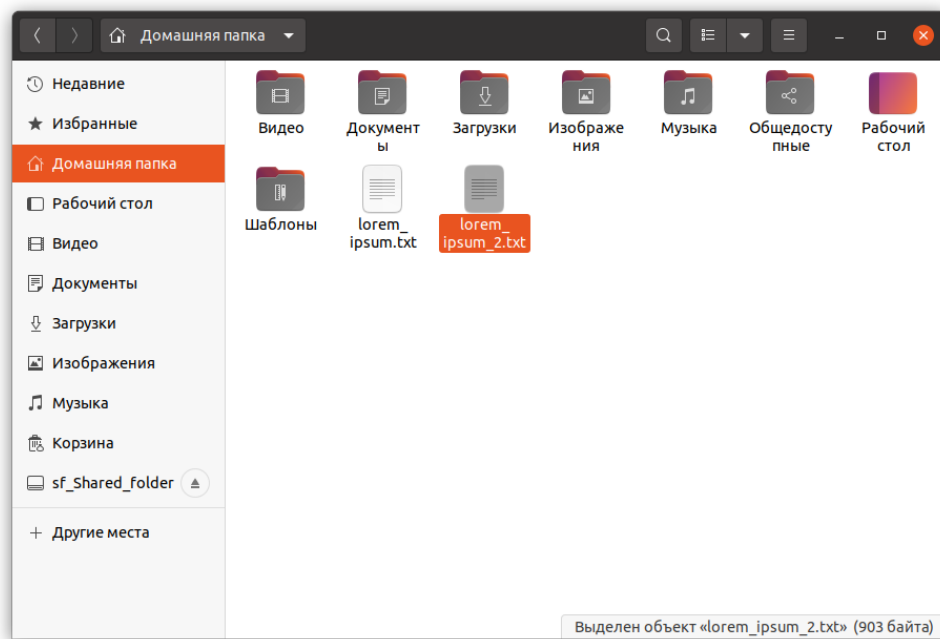 Домашняя папка
Недавние
Избранные
Домашняя папка
Рабочий стол
Видео
Документы
Загрузки
Изображения
Музыка
Корзина
sf_Shared_folder
Другие места
Видео
Документ
ы
Загрузки
Изображе
ния
Музыка
Общедосту
пные
Рабочий
стол
Шаблоны
lorem_
ipsum.txt
lorem_
ipsum_2.txt
Выделен объект «lorem_ipsum_2.txt» (903 байта)